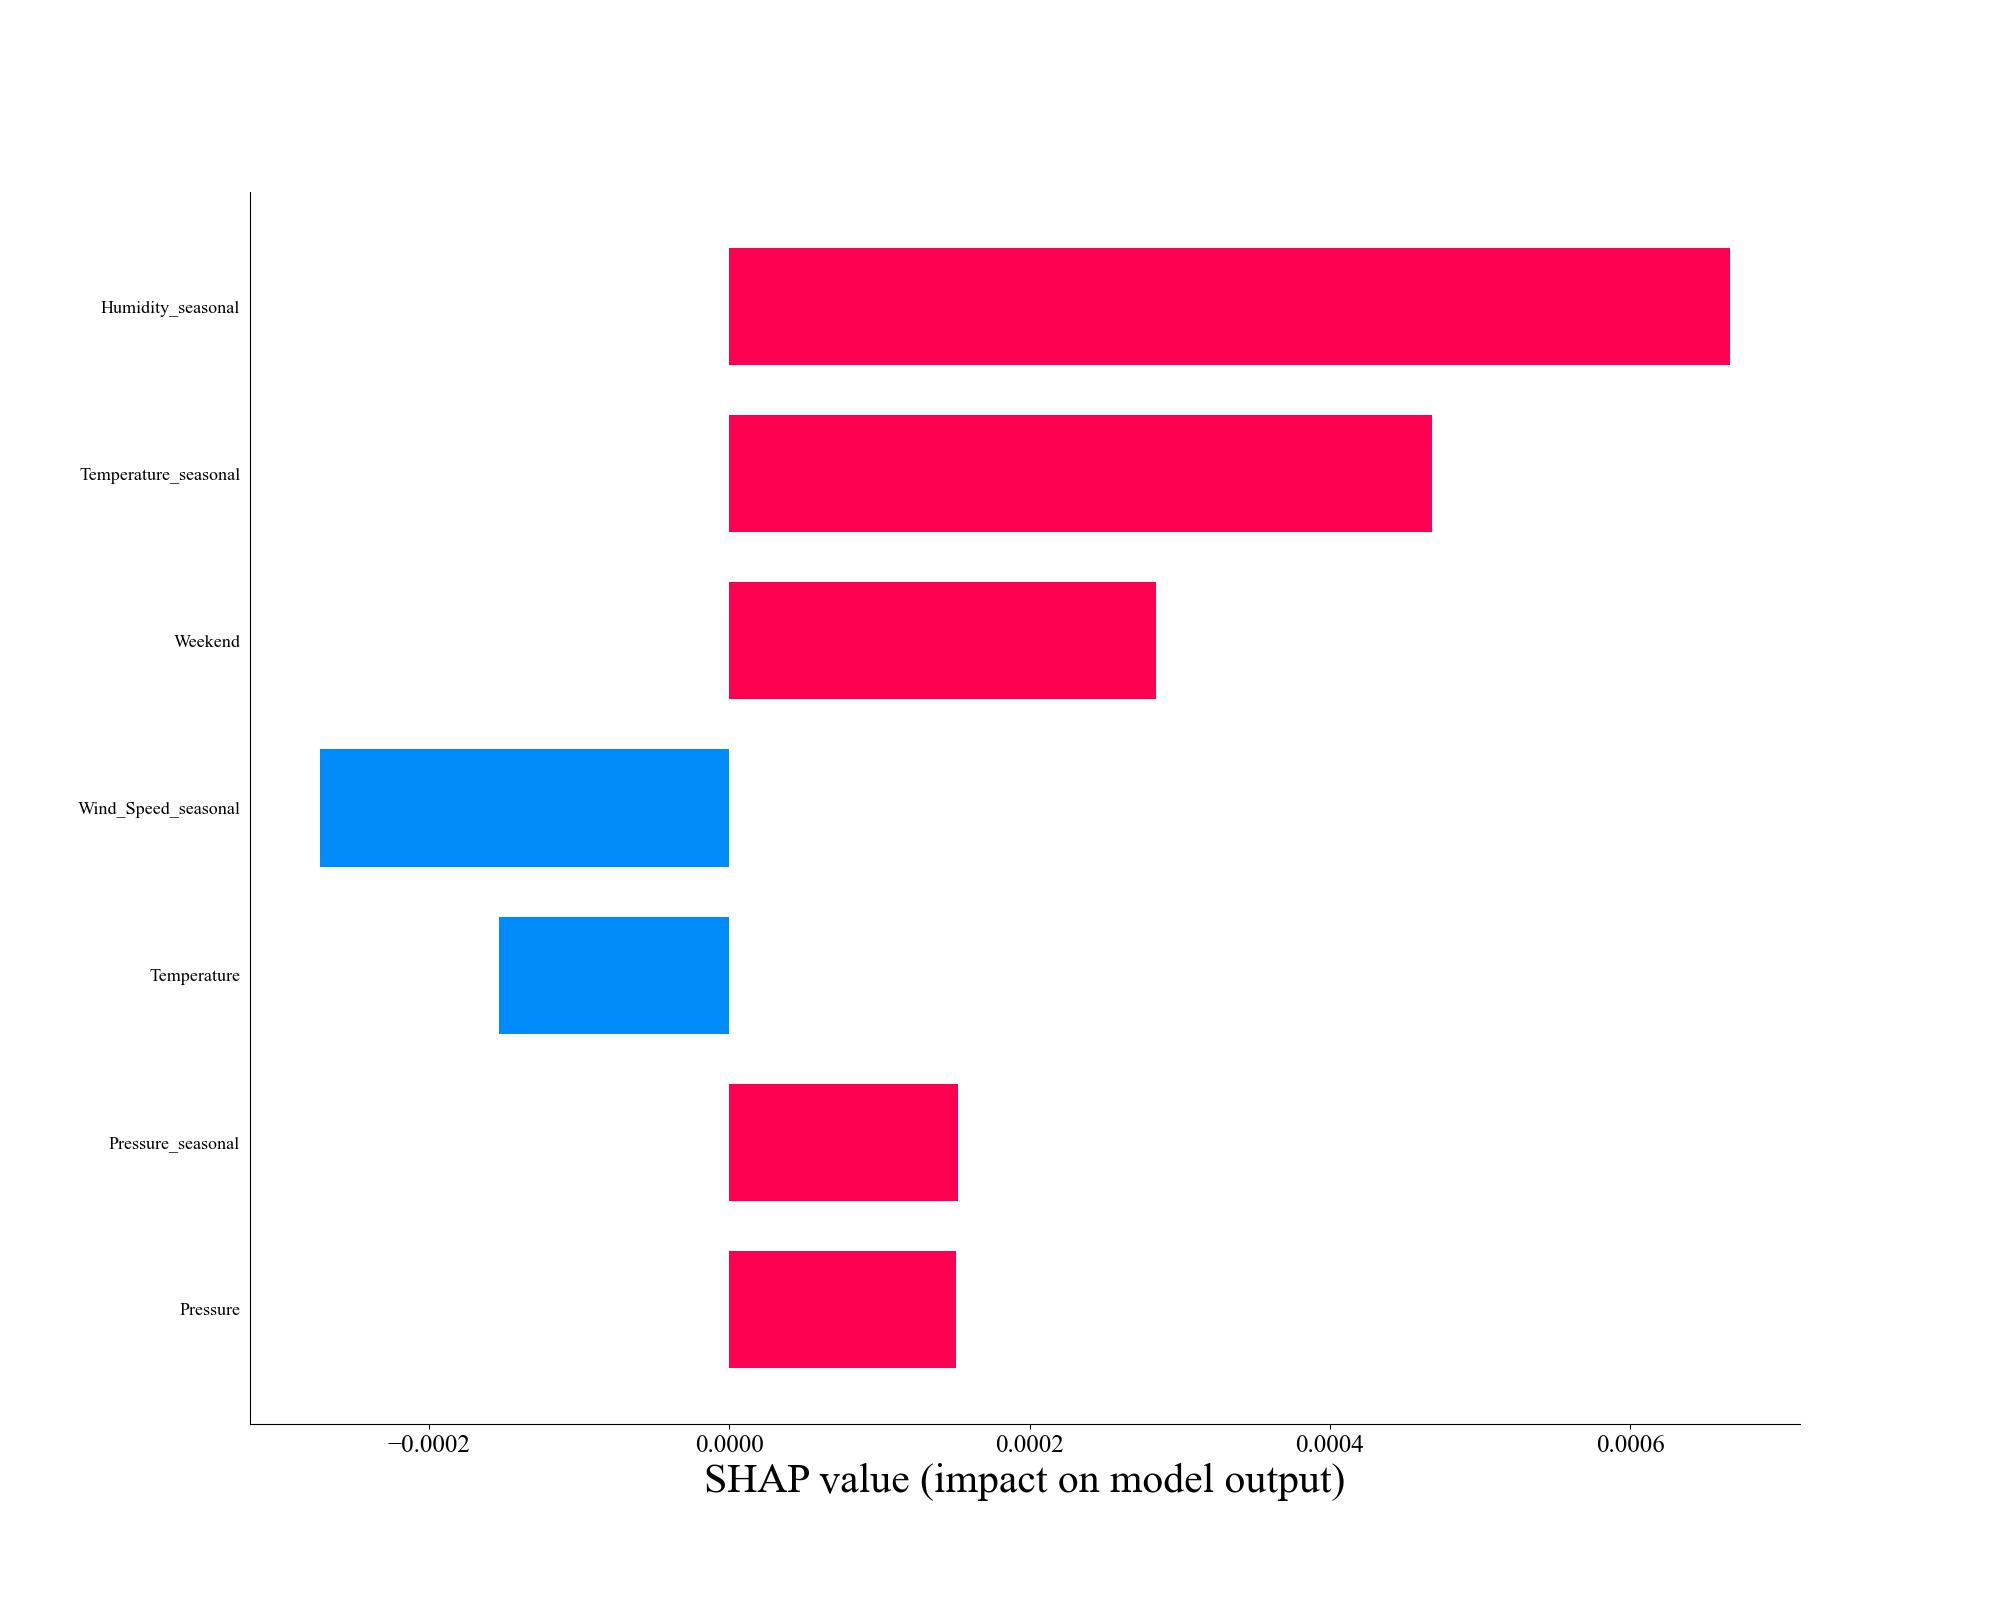 Humidity_seasonal
Temperature_seasonal
Weekend
Wind_Speed_seasonal
Temperature
Pressure_seasonal
Pressure
−0.0002 0.0000 0.0002 0.0004 0.0006
SHAP value (impact on model output)